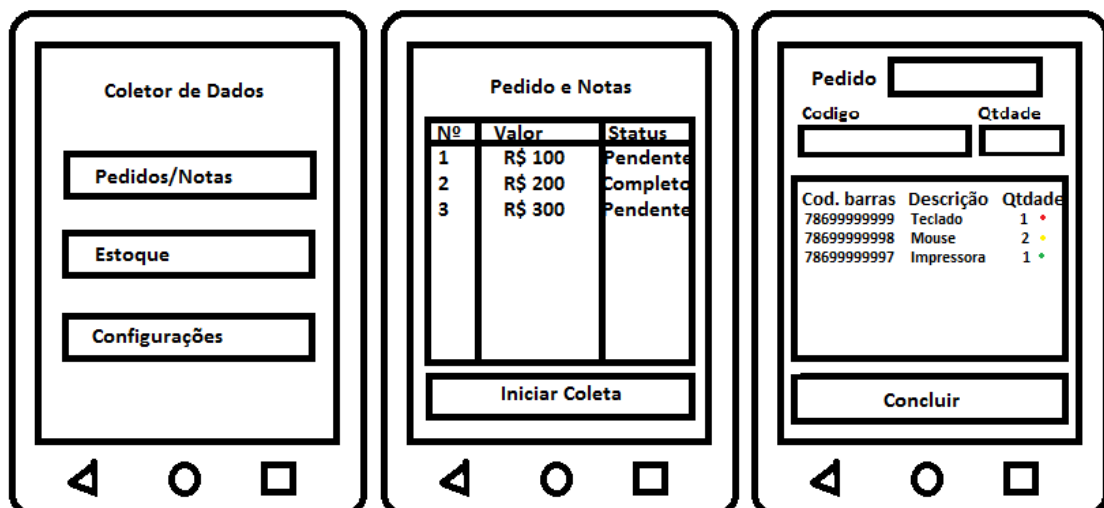 Coletor de Dados
Pedidos/Notas
Estoque
Configurações
Pedido e Notas
Nº Valor Status
1 R$ 100 Pendente
2 R$ 200 Completo
3 R$ 300 Pendente
Iniciar Coleta
Pedido
Codigo Qtdade
Cod. barras Descrição Qtdade
78699999999 Teclado 1
78699999998 Mouse 2
78699999997 Impressora 1
Concluir